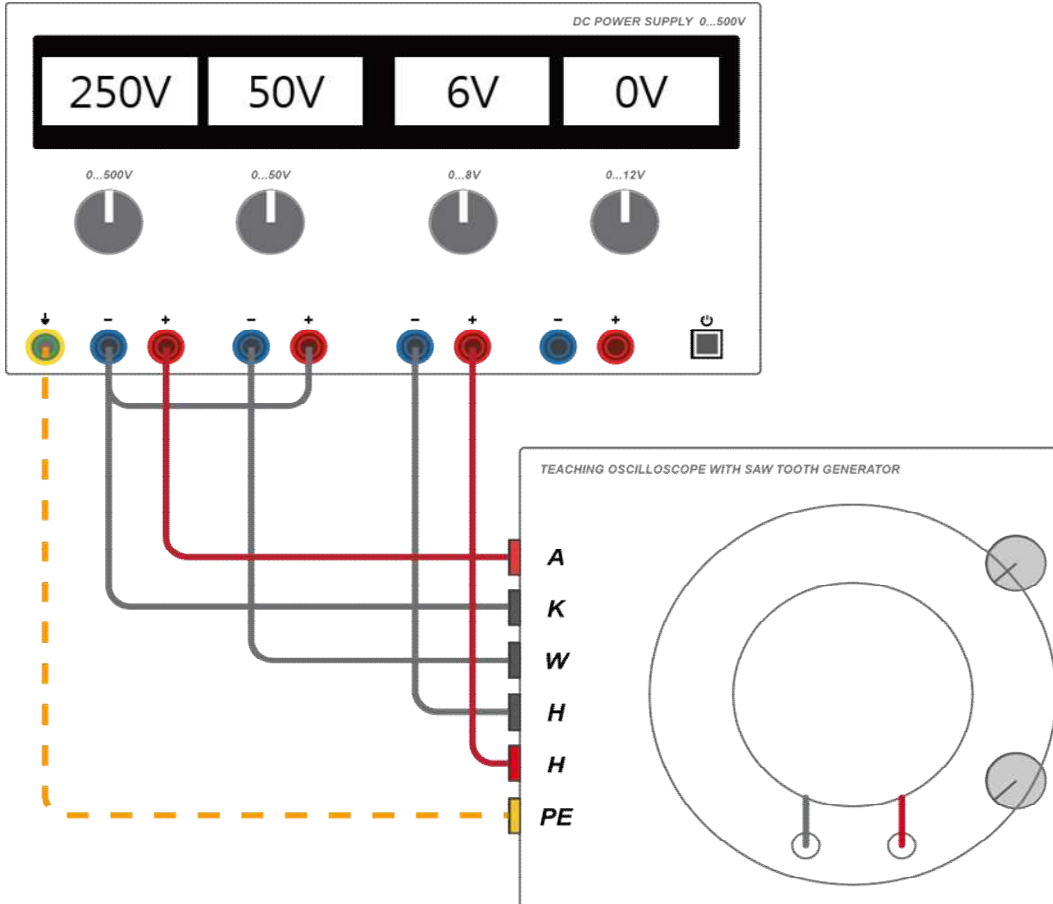 DC POWER SUPPLY 0...500V
250V 50V 6V 0V
0...500V 0...50V 0...8V 0...12V
- + - + - + - +
TEACHING OSCILLOSCOPE WITH SAW TOOTH GENERATOR
A
K
W
H
H
PE